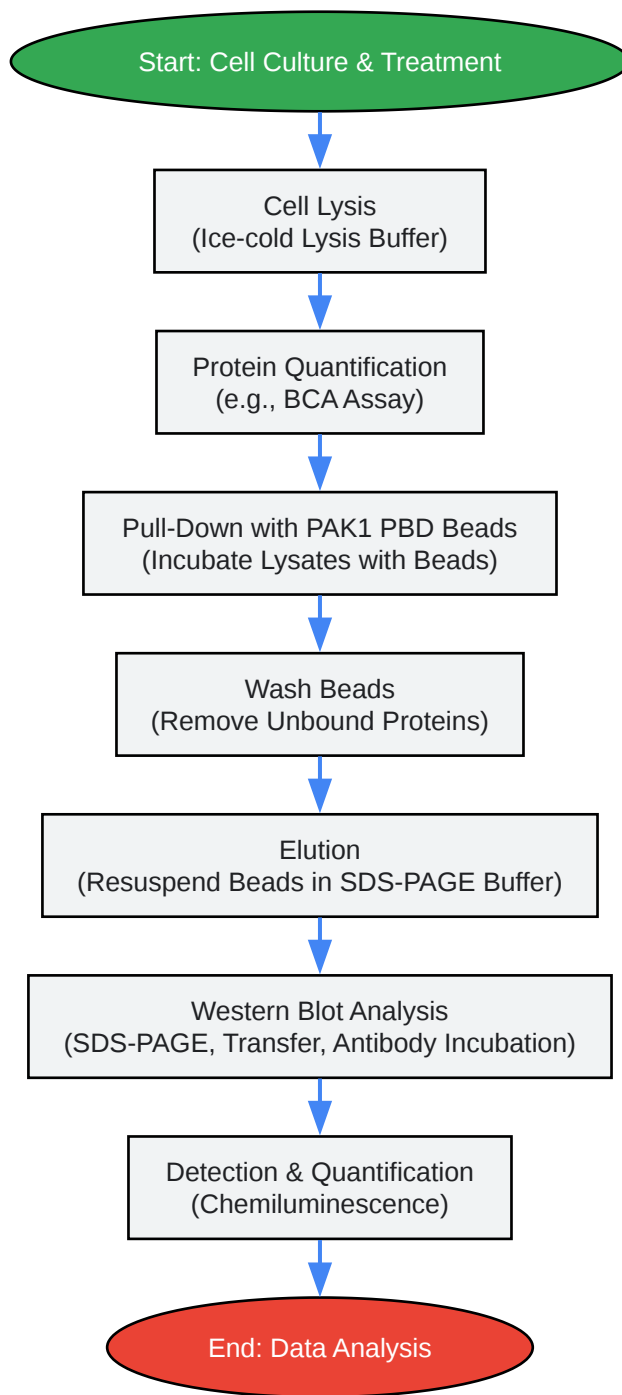 Start: Cell Culture & Treatment
Cell Lysis
(Ice-cold Lysis Buffer)
Protein Quantification
(e.g., BCA Assay)
Pull-Down with PAK1 PBD Beads
(Incubate Lysates with Beads)
Wash Beads
(Remove Unbound Proteins)
Elution
(Resuspend Beads in SDS-PAGE Buffer)
Western Blot Analysis
(SDS-PAGE, Transfer, Antibody Incubation)
Detection & Quantification
(Chemiluminescence)
End: Data Analysis